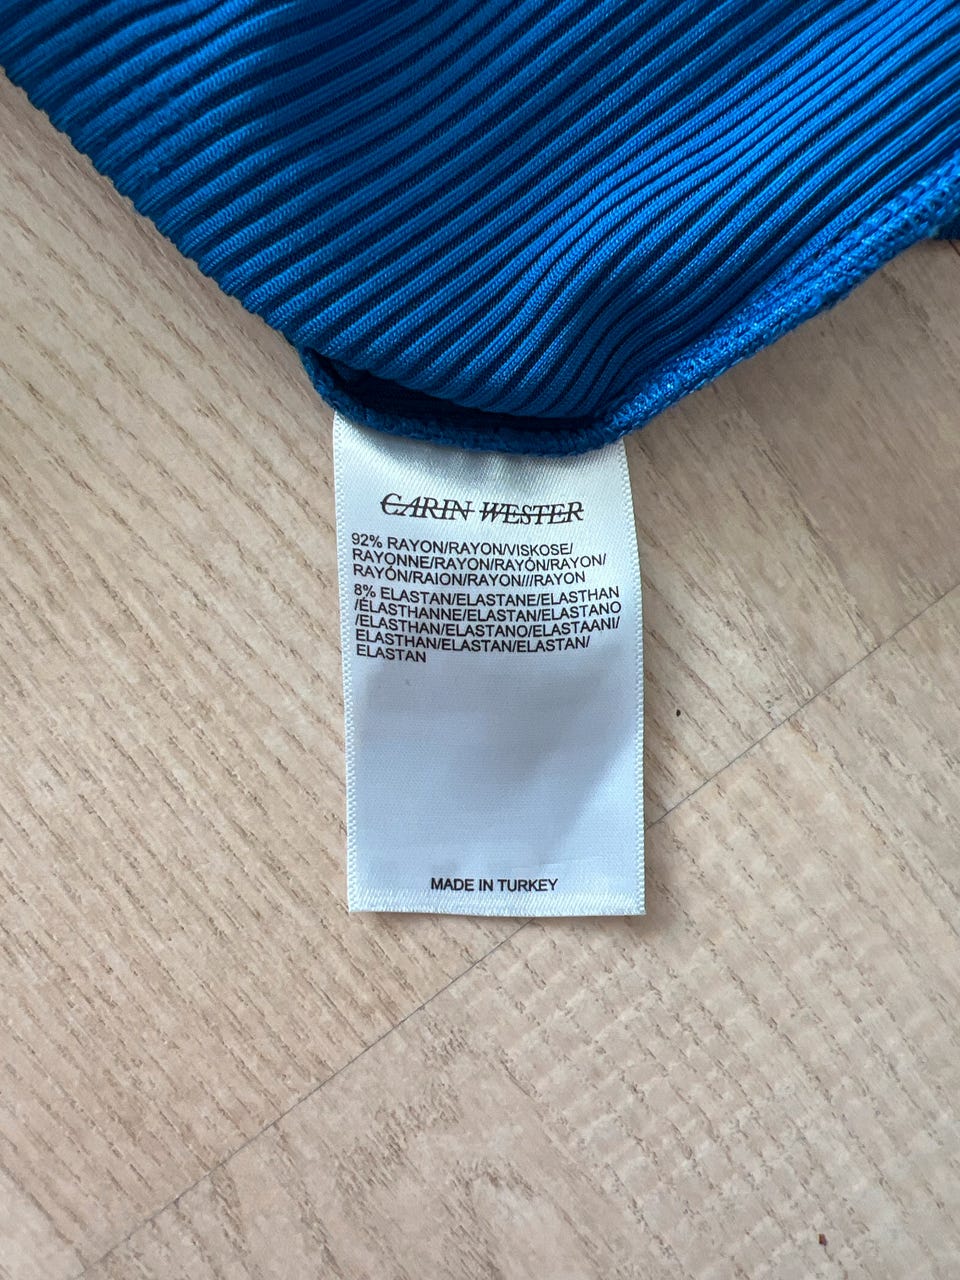 CARIN WESTER
92% RAYON/RAYON/VISKOSE/
RAYONNE/RAYON/RAYÓN/RAYON/
RAYÓN/RAION/RAYON///RAYON
8% ELASTAN/ELASTANE/ELASTHAN
/ÉLASTHANNE/ELASTAN/ELASTANO
/ELASTHAN/ELASTANO/ELASTAANI/
ELASTHAN/ELASTAN/ELASTAN/
ELASTAN
MADE IN TURKEY